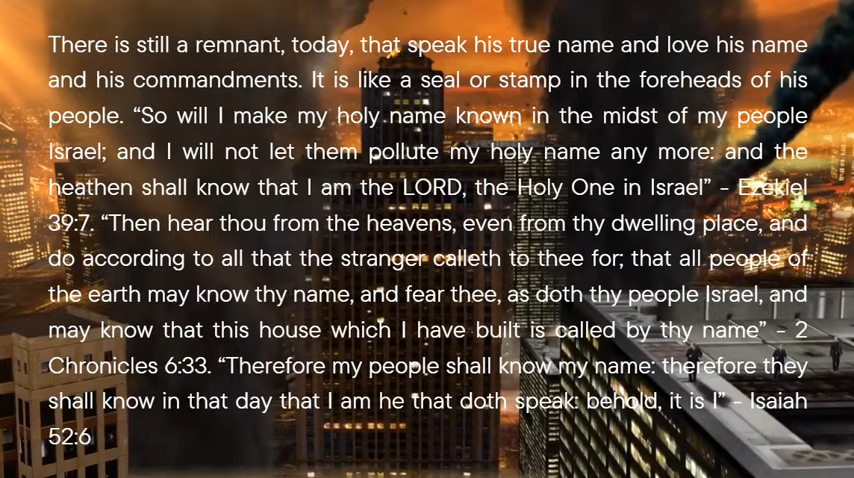 There is still a remnant, today, that speak his true name and love his name
and his commandments. It is like a seal or stamp in the foreheads of his
people. “So will I make my holy name known in the midst of my people
Israel; and I will not let them pollute my holy name any more: and the
heathen shall know that I am the LORD, the Holy One in Israel” - Ezekiel
39:7. “Then hear thou from the heavens, even from thy dwelling place, and
do according to all that the stranger calleth to thee for; that all people of
the earth may know thy name, and fear thee, as doth thy people Israel, and
may know that this house which I have built is called by thy name” - 2
Chronicles 6:33. “Therefore my people shall know my name: therefore they
shall know in that day that I am he that doth speak: behold, it is I” - Isaiah
52:6